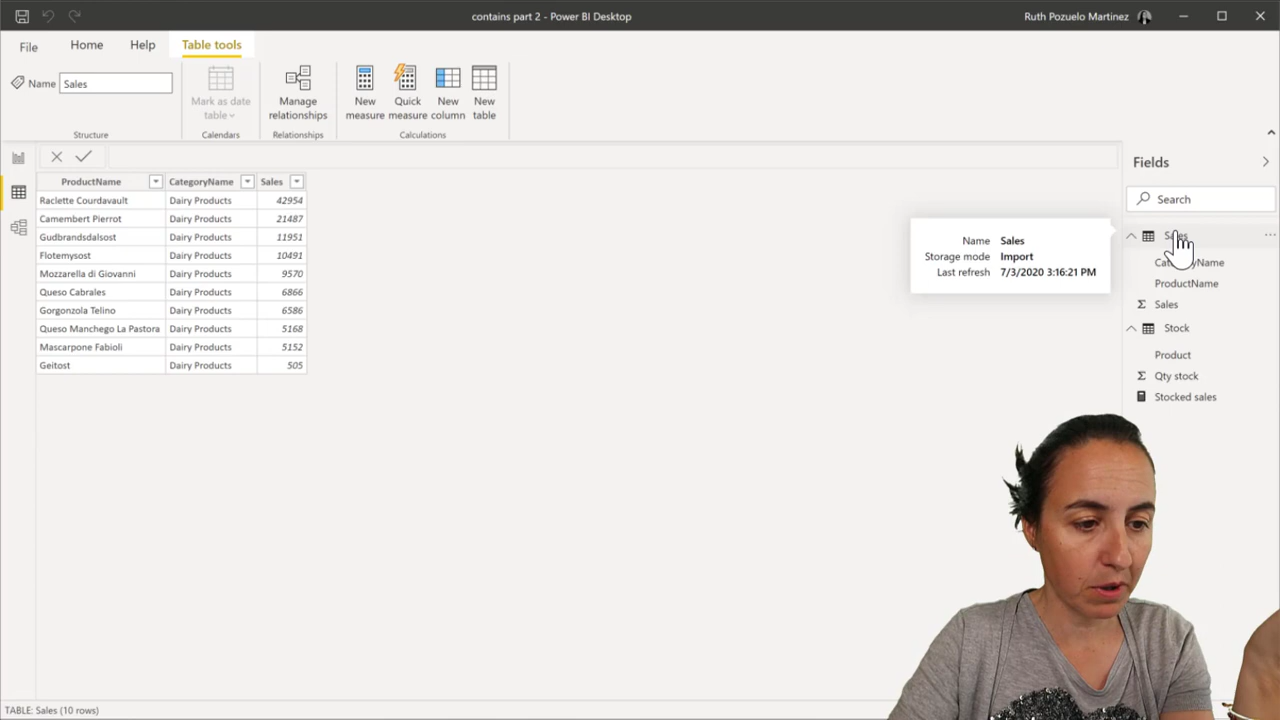 contains part 2 - Power BI Desktop
Ruth Pozuelo Martinez
File Home Help Table tools
Name Sales
Mark as date table
Manage relationships
New measure
Quick measure
New column
New table
Structure Calendars Relationships Calculations
ProductName CategoryName Sales
Raclette Courdavault Dairy Products 42954
Camembert Pierrot Dairy Products 21487
Gudbrandsdalsost Dairy Products 11951
Flotemysost Dairy Products 10491
Mozzarella di Giovanni Dairy Products 9570
Queso Cabrales Dairy Products 6866
Gorgonzola Telino Dairy Products 6586
Queso Manchego La Pastora Dairy Products 5168
Mascarpone Fabioli Dairy Products 5152
Geitost Dairy Products 505
Name Sales
Storage mode Import
Last refresh 7/3/2020 3:16:21 PM
Fields
Search
Sales
CategoryName
ProductName
Σ Sales
Stock
Product
Σ Qty stock
Stocked sales
TABLE: Sales (10 rows)